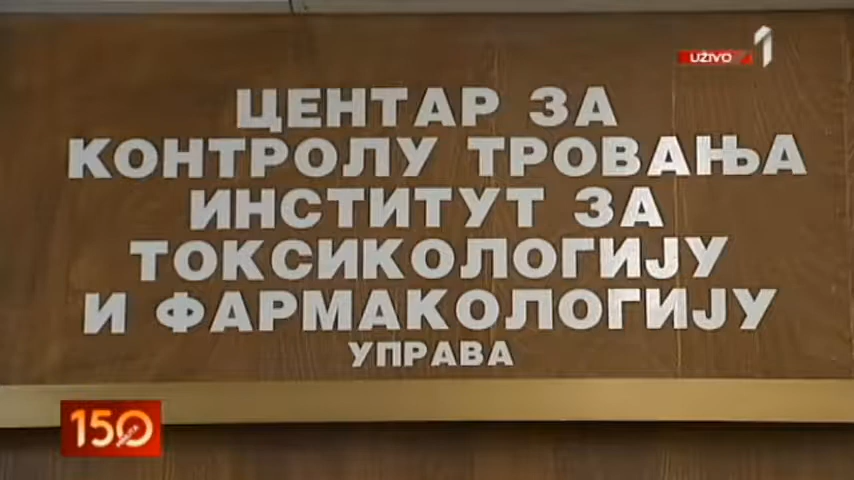 UŽIVO
1
ЦЕНТАР ЗА
КОНТРОЛУ ТРОВАЊА
ИНСТИТУТ ЗА
ТОКСИКОЛОГИЈУ
И ФАРМАКОЛОГИЈУ
УПРАВА
150